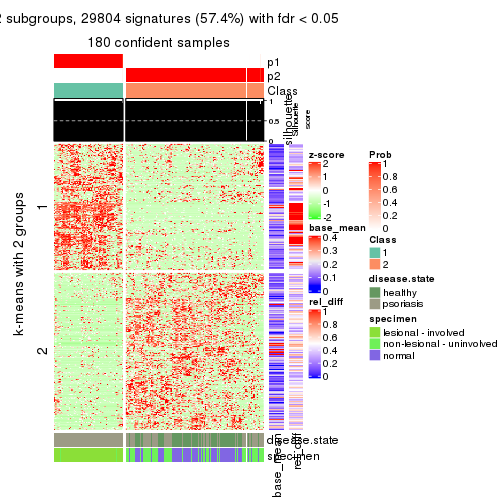 2 subgroups, 29804 signatures (57.4%) with fdr < 0.05
180 confident samples
p1
p2
Class
1
0.5
0
silhouette
Silhouette
score
k-means with 2 groups
1
2
z-score
2
1
0
-1
-2
base_mean
0.4
0.3
0.2
0.1
0
rel_diff
1
0.8
0.6
0.4
0.2
0
Prob
1
0.8
0.6
0.4
0.2
0
Class
1
2
disease.state
healthy
psoriasis
specimen
lesional - involved
non-lesional - uninvolved
normal
disease.state
specimen
base_mean
rel_diff